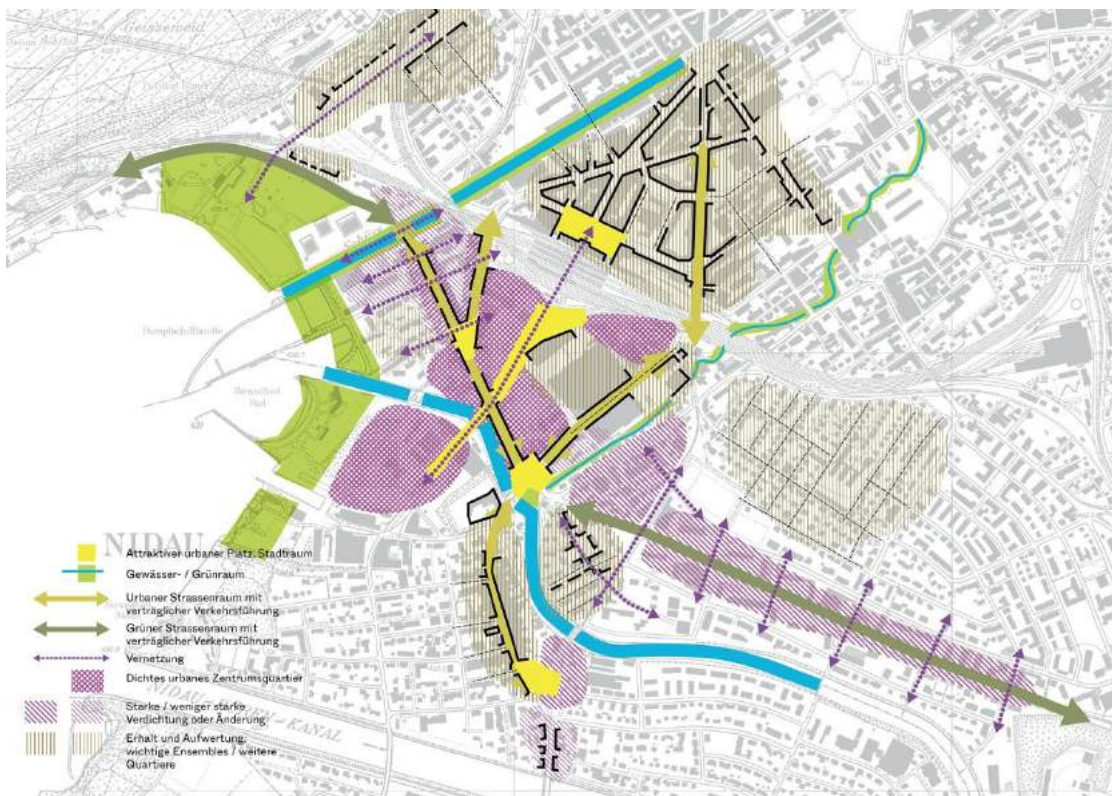 Geisserweid
NIDAU
Attraktiver urbaner Platz, Stadtraum
Gewässer- / Grünraum
Urbaner Strassenraum mit
verträglicher Verkehrsführung
Grüner Strassenraum mit
verträglicher Verkehrsführung
Vernetzung
Dichtes urbanes Zentrumsquartier
Starke / weniger starke
Verdichtung oder Änderung
Erhalt und Aufwertung,
wichtige Ensembles / weitere
Quartiere